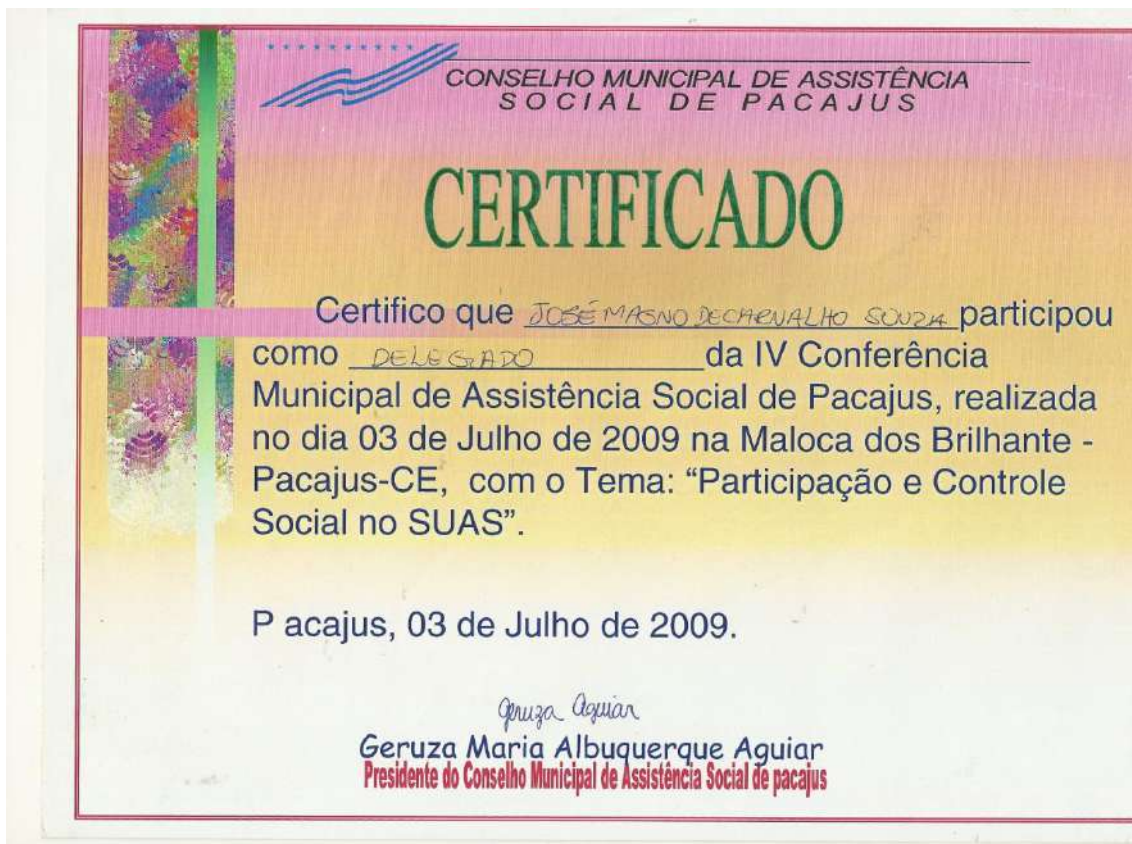 CONSELHO MUNICIPAL DE ASSISTÊNCIA
SOCIAL DE PACAJUS
CERTIFICADO
Certifico que JOSÉ MAGNO DE CARVALHO SOUZA participou
como DELEGADO da IV Conferência
Municipal de Assistência Social de Pacajus, realizada
no dia 03 de Julho de 2009 na Maloca dos Brilhante -
Pacajus-CE, com o Tema: “Participação e Controle
Social no SUAS”.
P acajus, 03 de Julho de 2009.
Geruza Aguiar
Geruza Maria Albuquerque Aguiar
Presidente do Conselho Municipal de Assistência Social de pacajus